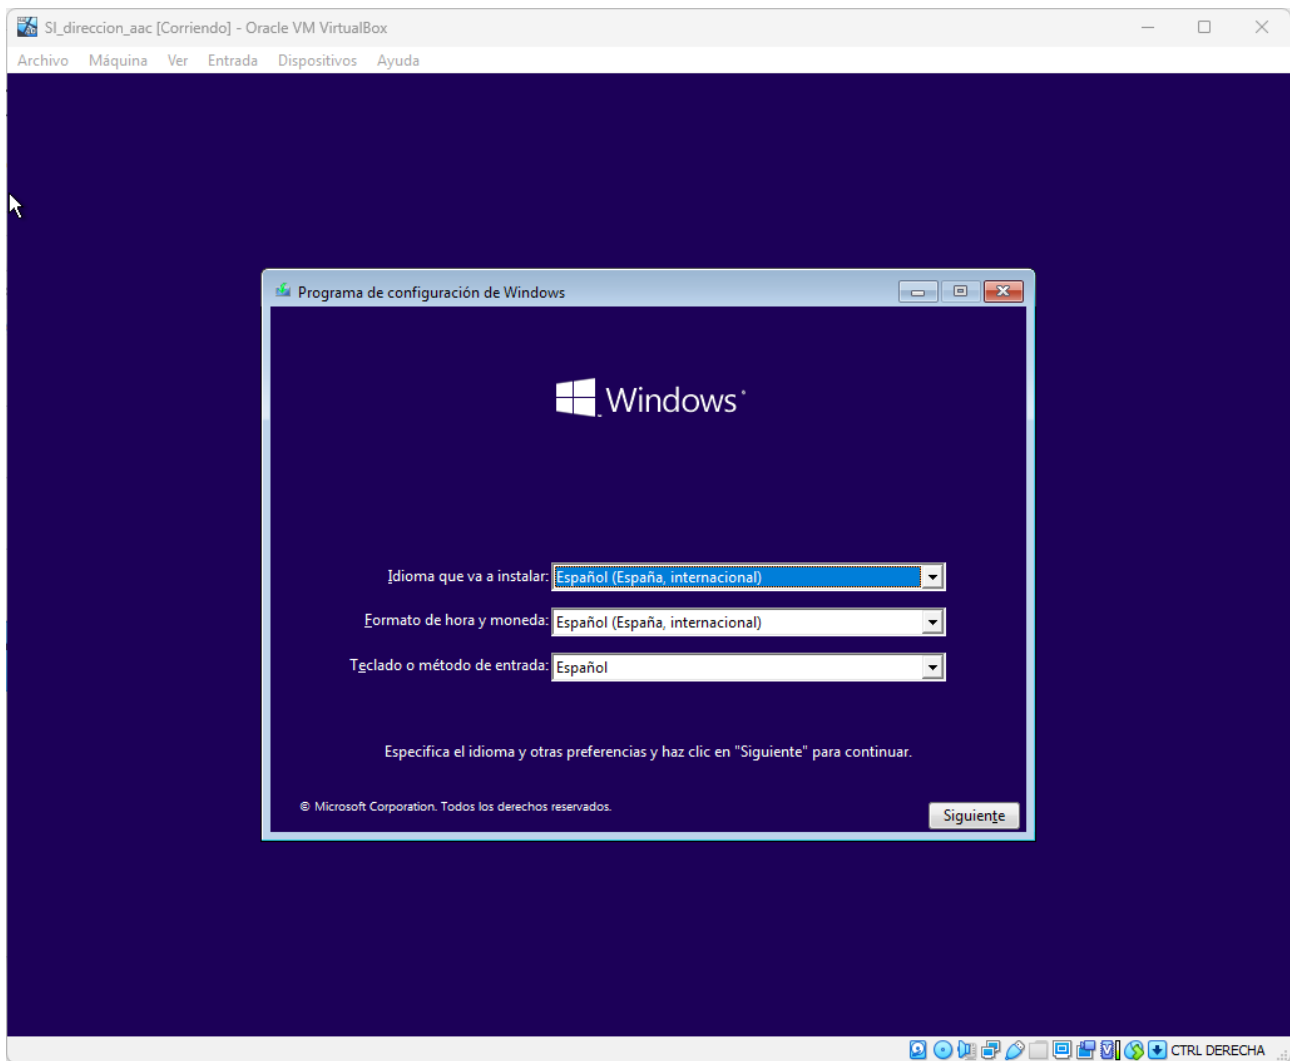 SI_direccion_aac [Corriendo] - Oracle VM VirtualBox
Archivo Máquina Ver Entrada Dispositivos Ayuda
Programa de configuración de Windows
Windows
Idioma que va a instalar: Español (España, internacional)
Formato de hora y moneda: Español (España, internacional)
Teclado o método de entrada: Español
Especifica el idioma y otras preferencias y haz clic en "Siguiente" para continuar.
© Microsoft Corporation. Todos los derechos reservados.
Siguiente
CTRL DERECHA